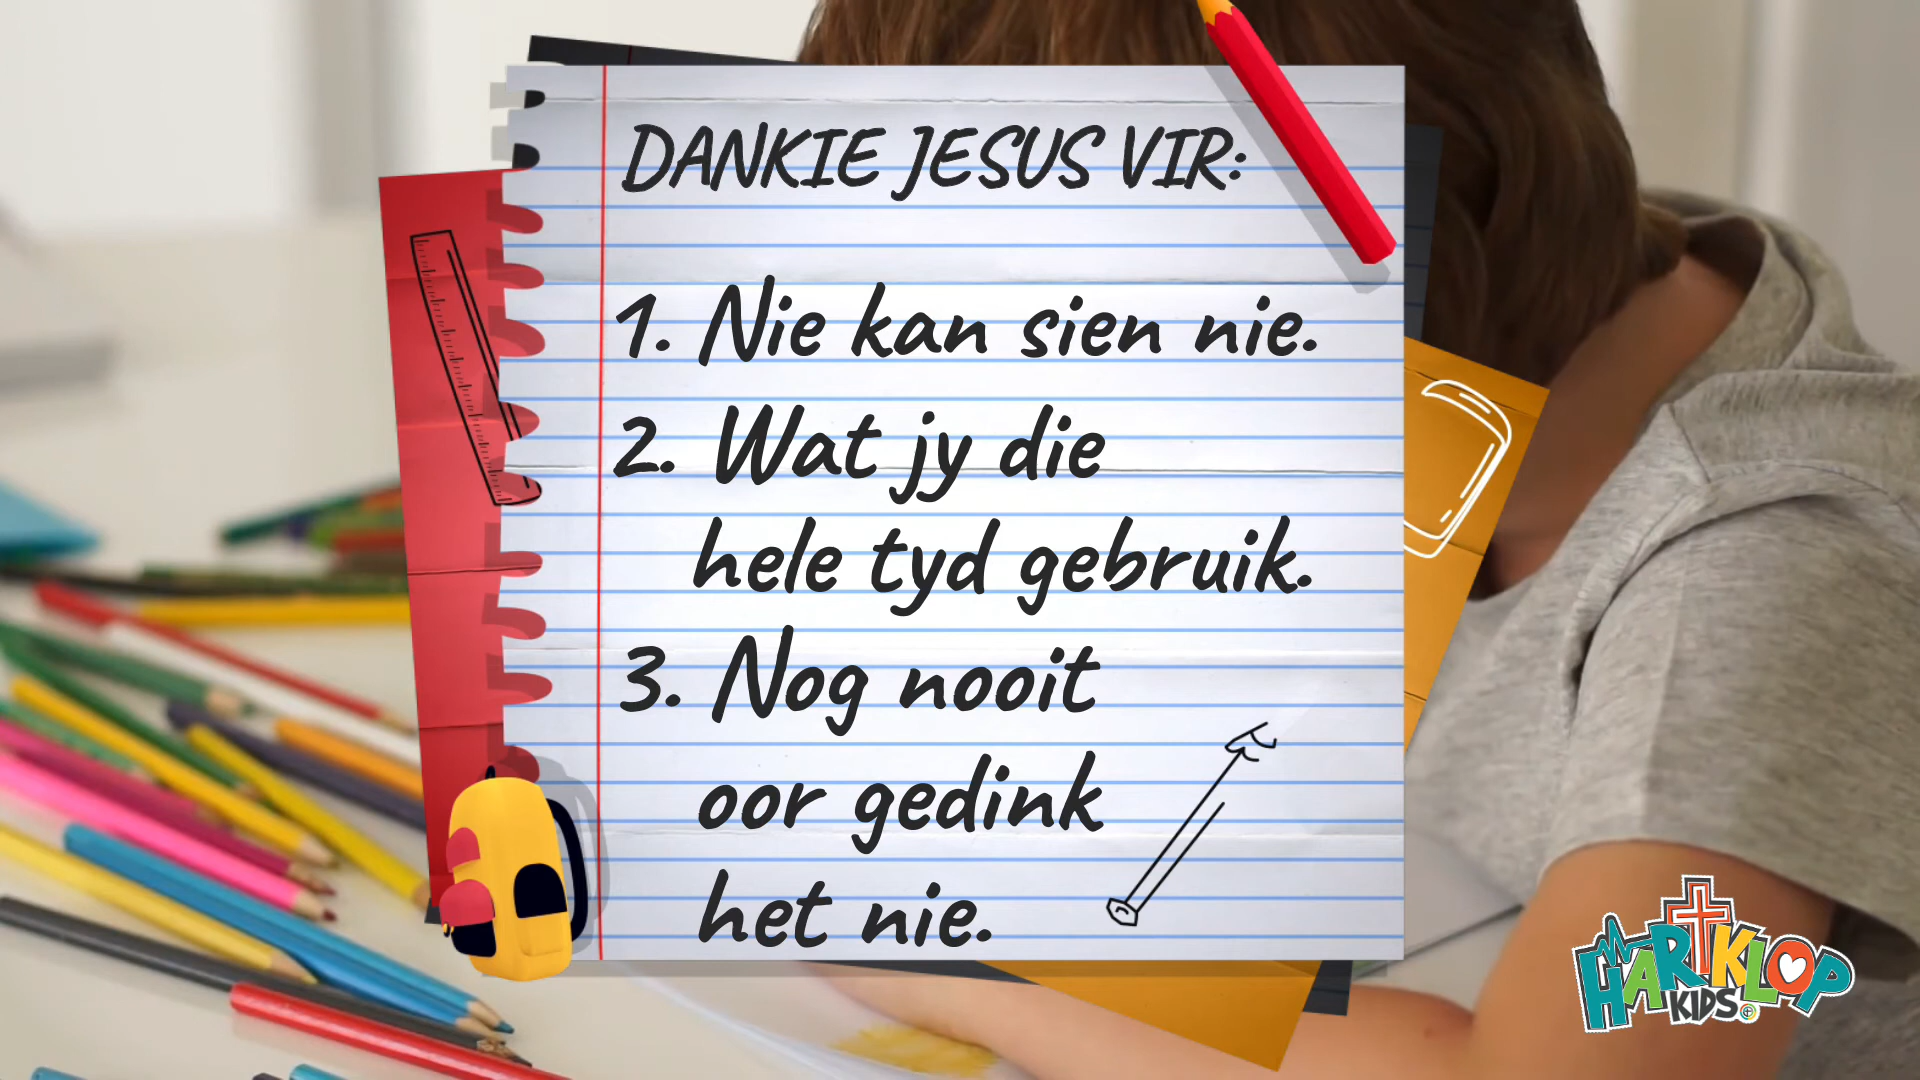 DANKIE JESUS VIR:
1. Nie kan sien nie.
2. Wat jy die
hele tyd gebruik.
3. Nog nooit
oor gedink
het nie.
HARTKLOP
KIDS